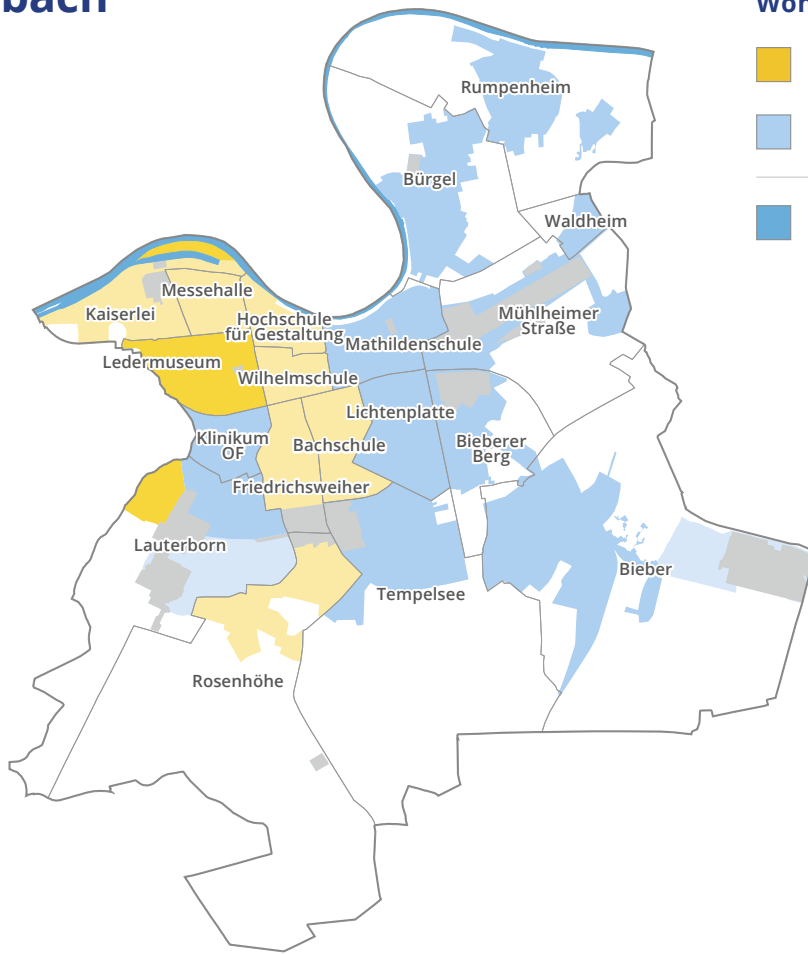 bach
Rumpenheim
Bürgel
Waldheim
Messehalle
Kaiserlei
Hochschule
für Gestaltung
Mühlheimer
Straße
Mathildenschule
Ledermuseum
Wilhelmschule
Lichtenplatte
Klinikum
OF
Bachschule
Bieberer
Berg
Friedrichsweiher
Lauterborn
Bieber
Tempelsee
Rosenhöhe